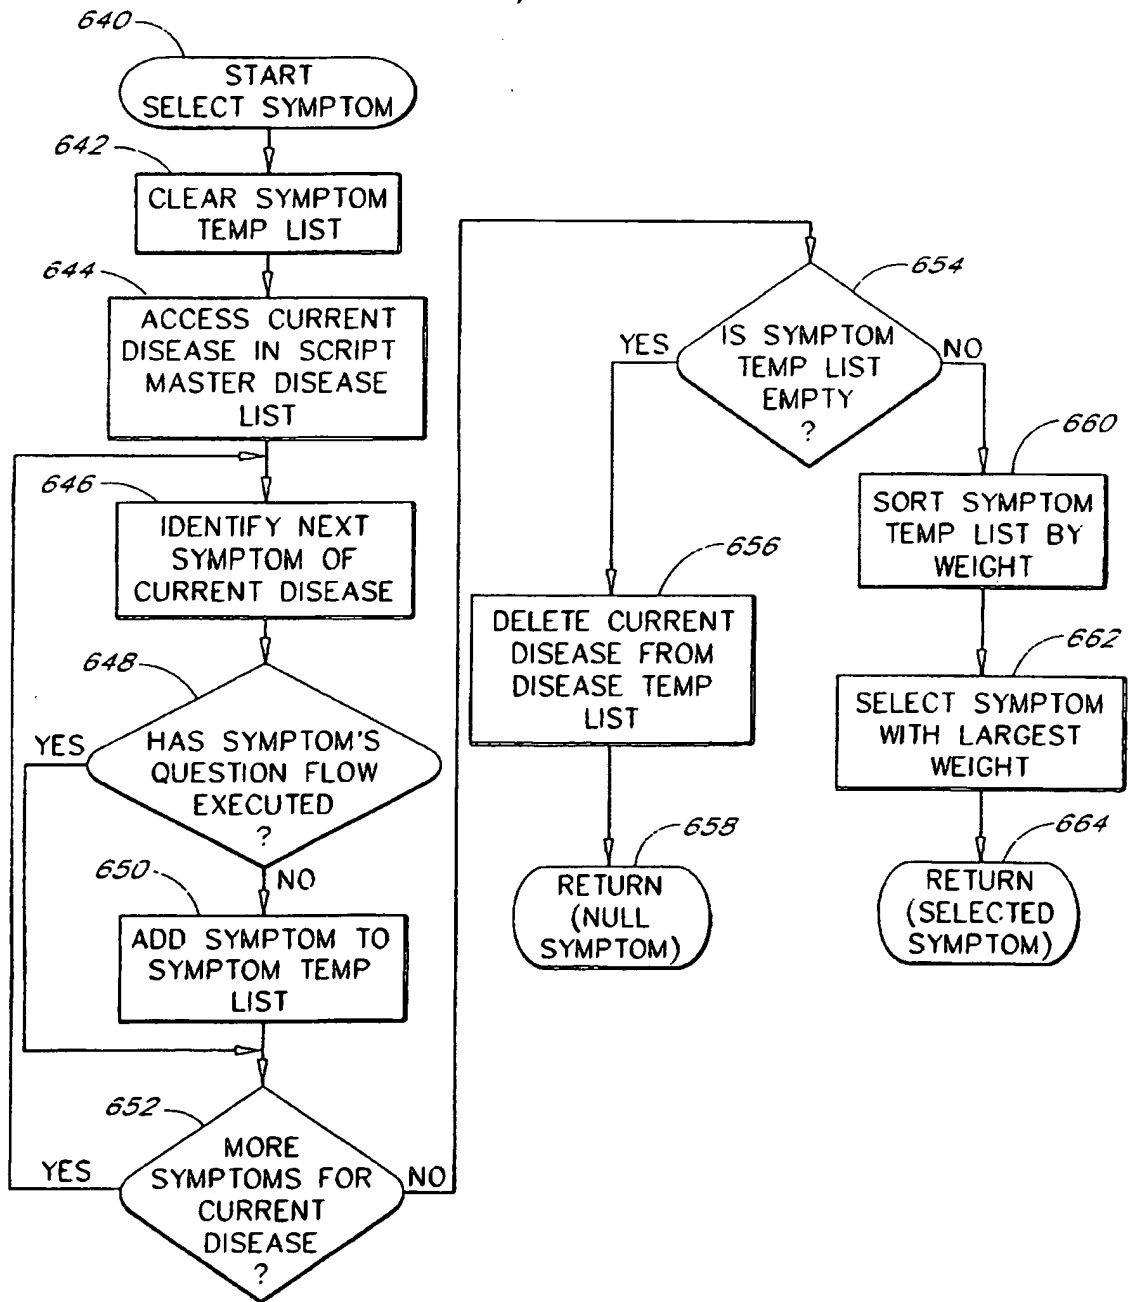 640
START
SELECT SYMPTOM
642
CLEAR SYMPTOM
TEMP LIST
644
ACCESS CURRENT
DISEASE IN SCRIPT
MASTER DISEASE
LIST
646
IDENTIFY NEXT
SYMPTOM OF
CURRENT DISEASE
648
YES
HAS SYMPTOM'S
QUESTION FLOW
EXECUTED
?
NO
650
ADD SYMPTOM TO
SYMPTOM TEMP
LIST
652
YES
MORE
SYMPTOMS FOR
CURRENT
DISEASE
?
NO
654
YES
IS SYMPTOM
TEMP LIST
EMPTY
?
NO
656
DELETE CURRENT
DISEASE FROM
DISEASE TEMP
LIST
658
RETURN
(NULL
SYMPTOM)
660
SORT SYMPTOM
TEMP LIST BY
WEIGHT
662
SELECT SYMPTOM
WITH LARGEST
WEIGHT
664
RETURN
(SELECTED
SYMPTOM)